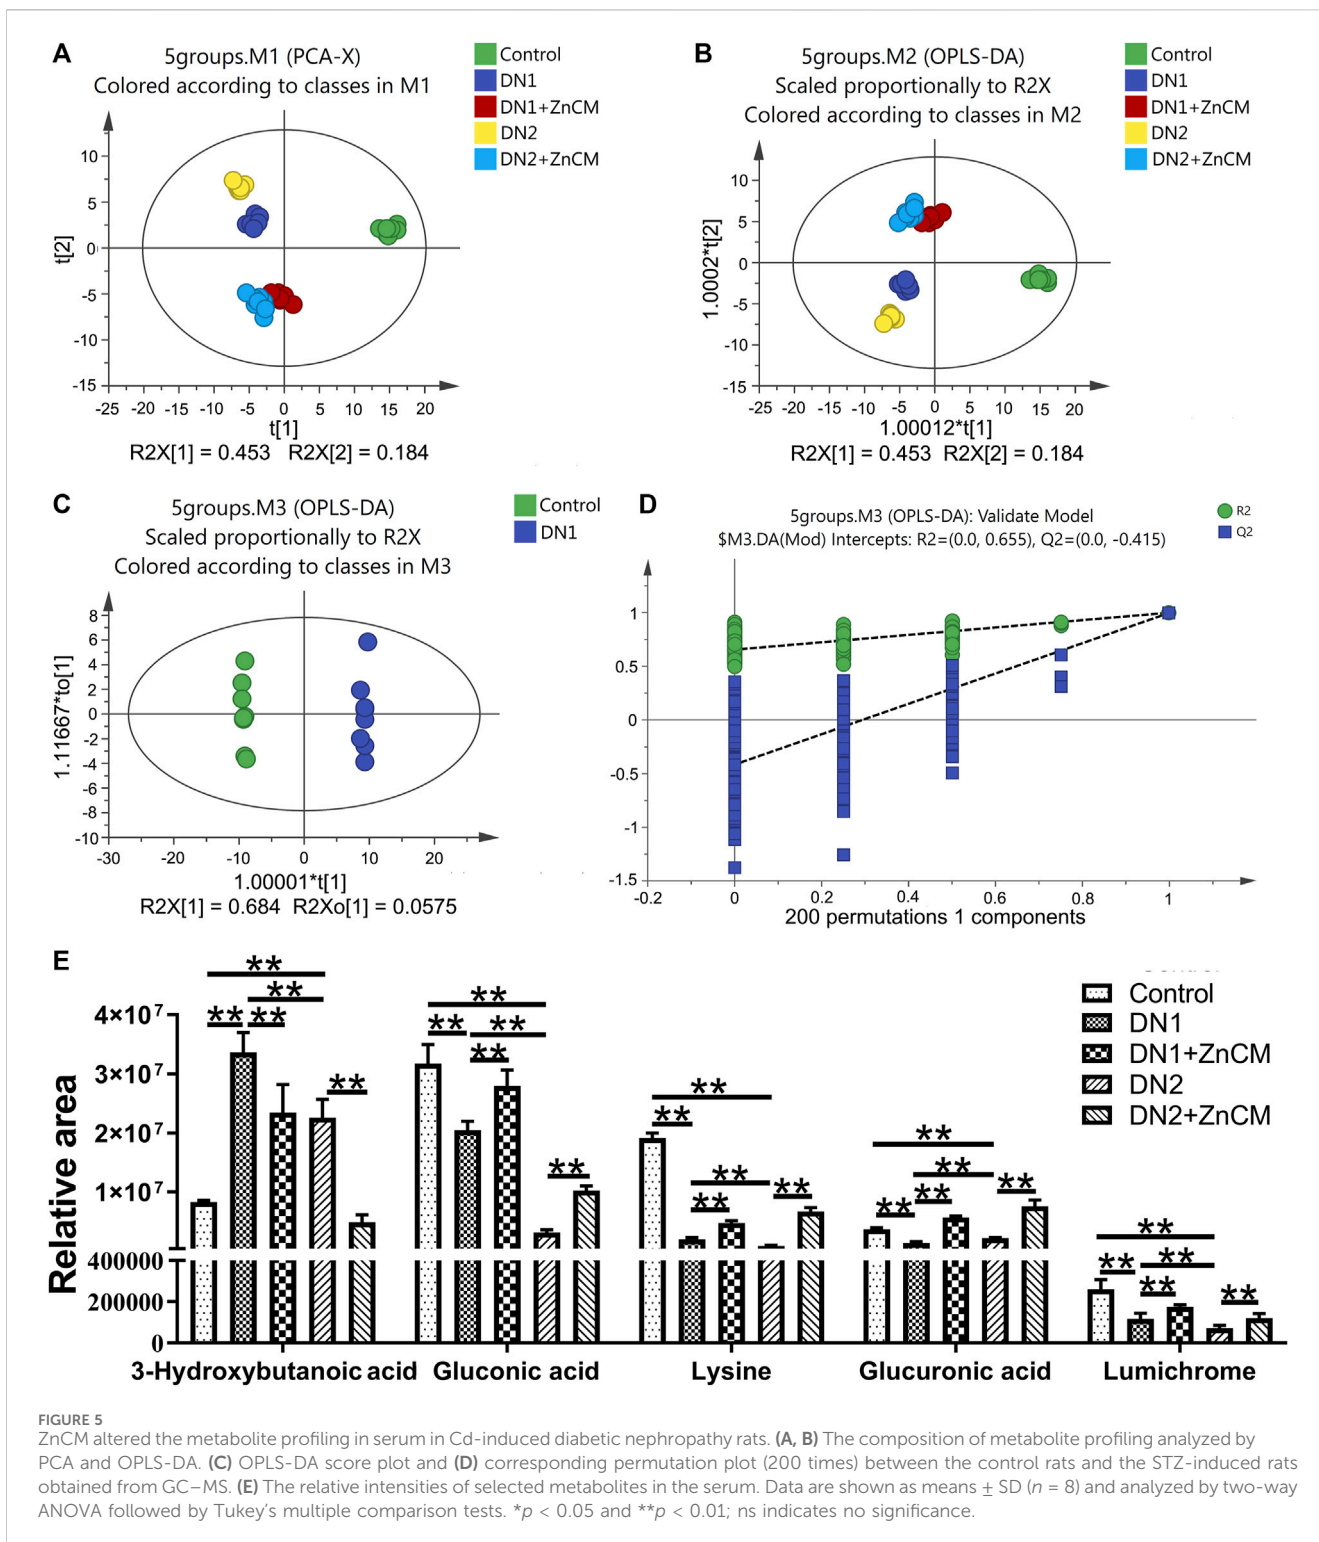 A
5groups.M1 (PCA-X)
Colored according to classes in M1
Control
DN1
DN1+ZnCM
DN2
DN2+ZnCM
t[2]
10
5
0
-5
-10
-15
-25 -20 -15 -10 -5 0 5 10 15 20
t[1]
R2X[1] = 0.453 R2X[2] = 0.184
B
5groups.M2 (OPLS-DA)
Scaled proportionally to R2X
Colored according to classes in M2
Control
DN1
DN1+ZnCM
DN2
DN2+ZnCM
1.0002*t[2]
10
5
0
-5
-10
-15
-25 -20 -15 -10 -5 0 5 10 15 20
1.00012*t[1]
R2X[1] = 0.453 R2X[2] = 0.184
C
5groups.M3 (OPLS-DA)
Scaled proportionally to R2X
Colored according to classes in M3
Control
DN1
1.11667*to[1]
8
6
4
2
0
-2
-4
-6
-8
-10
-30 -20 -10 0 10 20
1.00001*t[1]
R2X[1] = 0.684 R2Xo[1] = 0.0575
D
5groups.M3 (OPLS-DA): Validate Model
$M3.DA(Mod) Intercepts: R2=(0.0, 0.655), Q2=(0.0, -0.415)
R2
Q2
1
0.5
0
-0.5
-1
-1.5
-0.2 0 0.2 0.4 0.6 0.8 1
200 permutations 1 components
E
Relative area
4×10⁷
3×10⁷
2×10⁷
1×10⁷
400000
200000
0
** ** ** ** **
** ** ** ** **
** ** ** ** **
** ** ** ** **
** ** ** ** **
Control
DN1
DN1+ZnCM
DN2
DN2+ZnCM
3-Hydroxybutanoic acid Gluconic acid Lysine Glucuronic acid Lumichrome
FIGURE 5
ZnCM altered the metabolite profiling in serum in Cd-induced diabetic nephropathy rats. (A, B) The composition of metabolite profiling analyzed by
PCA and OPLS-DA. (C) OPLS-DA score plot and (D) corresponding permutation plot (200 times) between the control rats and the STZ-induced rats
obtained from GC–MS. (E) The relative intensities of selected metabolites in the serum. Data are shown as means ± SD (n = 8) and analyzed by two-way
ANOVA followed by Tukey's multiple comparison tests. *p < 0.05 and **p < 0.01; ns indicates no significance.